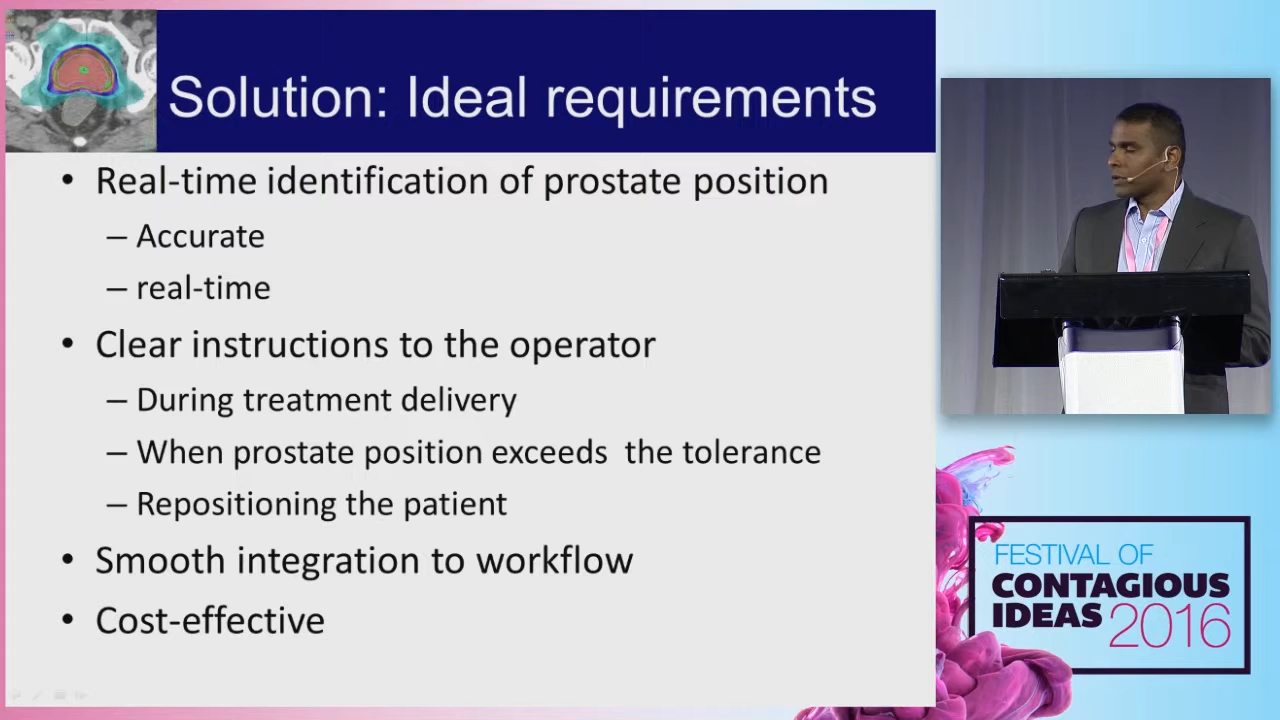 Solution: Ideal requirements
• Real-time identification of prostate position
– Accurate
– real-time
• Clear instructions to the operator
– During treatment delivery
– When prostate position exceeds  the tolerance
– Repositioning the patient
• Smooth integration to workflow
• Cost-effective
FESTIVAL OF
CONTAGIOUS
IDEAS 2016